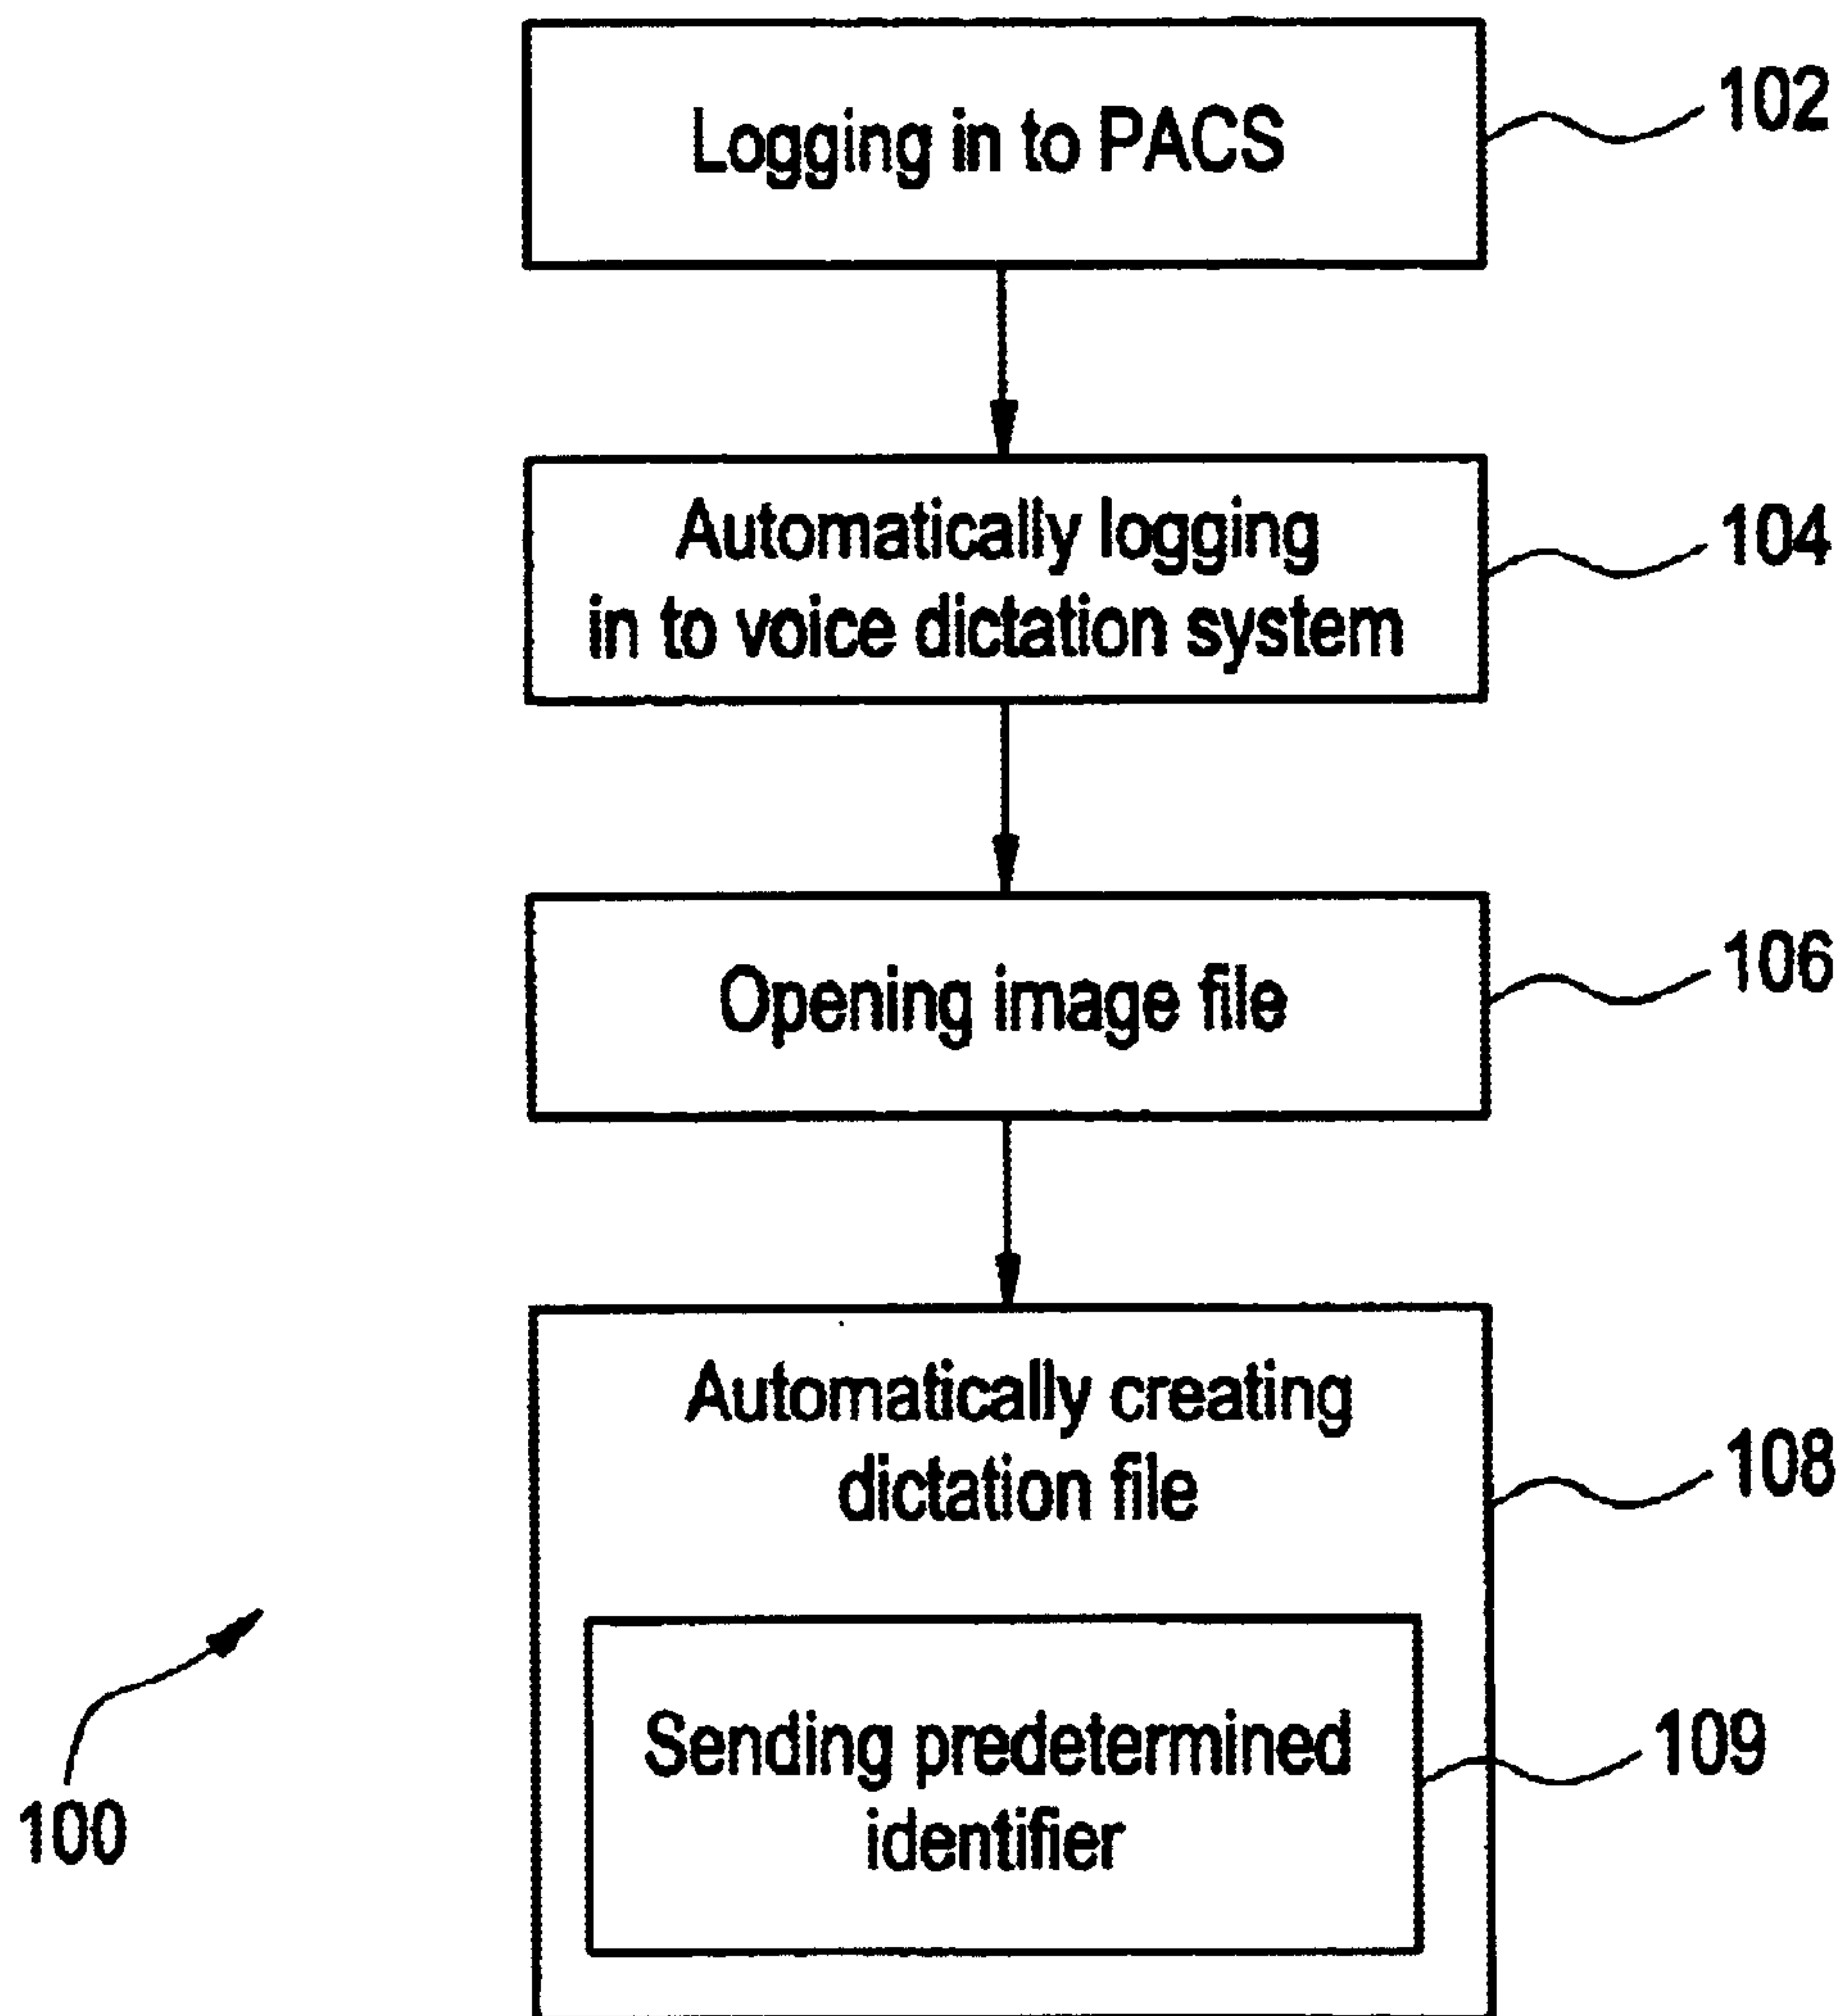 Logging in to PACS
102
Automatically logging
in to voice dictation system
104
Opening image file
106
Automatically creating
dictation file
108
Sending predetermined
identifier
109
100